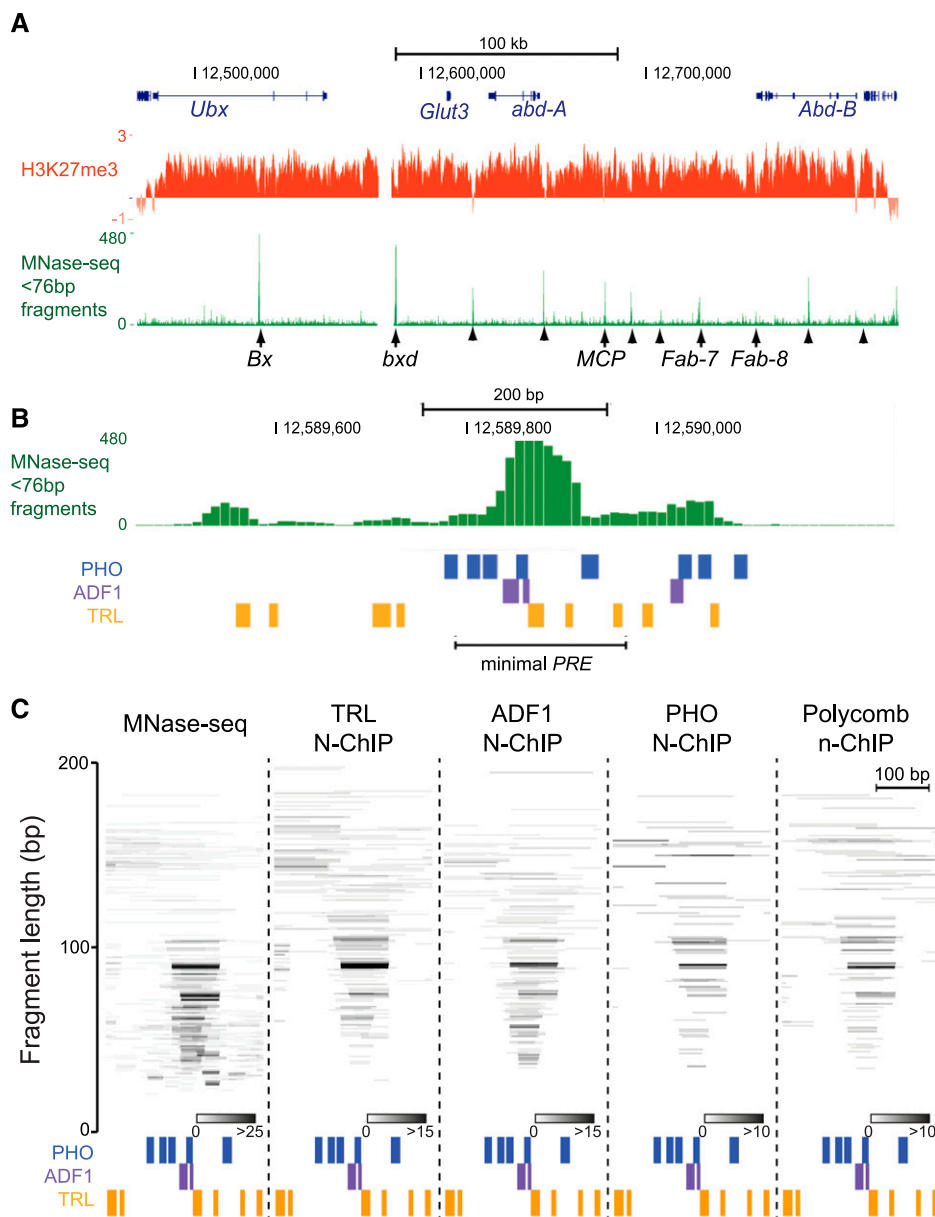 A
100 kb
12,500,000
12,600,000
12,700,000
Ubx
Glut3
abd-A
Abd-B
3
H3K27me3
-1
480
MNase-seq
<76bp
fragments
0
Bx
bxd
MCP
Fab-7
Fab-8
B
200 bp
12,589,600
12,589,800
12,590,000
480
MNase-seq
<76bp
fragments
0
PHO
ADF1
TRL
minimal PRE
C
MNase-seq
TRL
N-ChIP
ADF1
N-ChIP
PHO
N-ChIP
Polycomb
n-ChIP
100 bp
Fragment length (bp)
200
100
0
0 >25
0 >15
0 >15
0 >10
0 >10
PHO
ADF1
TRL